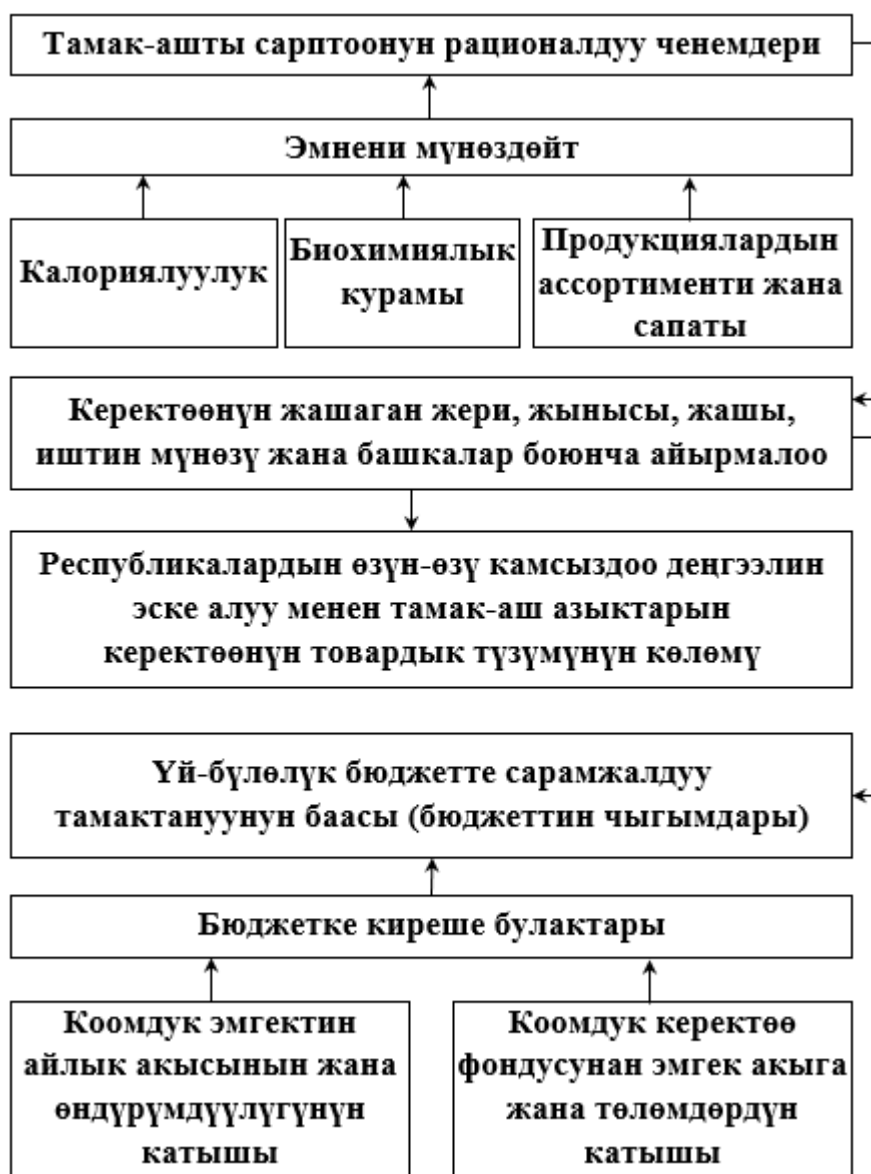 Тамак-ашты сарптоонун рационалдуу ченемдери
Эмнени мүнөздөйт
Калориялуулук
Биохимиялык
курамы
Продукциялардын
ассортименти жана
сапаты
Керектөөнүн жашаган жери, жынысы, жашы,
иштин мүнөзү жана башкалар боюнча айырмалоо
Республикалардын өзүн-өзү камсыздоо деңгээлин
эске алуу менен тамак-аш азыктарын
керектөөнүн товардык түзүмүнүн көлөмү
Үй-бүлөлүк бюджетте сарамжалдуу
тамактануунун баасы (бюджеттин чыгымдары)
Бюджетке киреше булактары
Коомдук эмгектин
айлык акысынын жана
өндүрүмдүүлүгүнүн
катышы
Коомдук керектөө
фондусунан эмгек акыга
жана төлөмдөрдүн
катышы